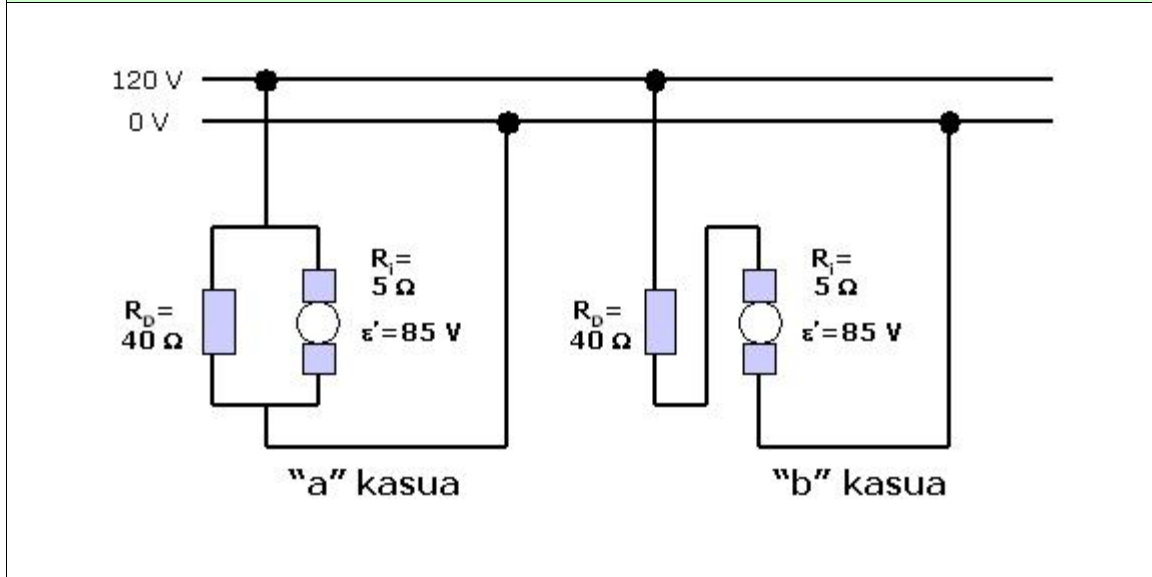 120 V
0 V
R_D=
40 Ω
R_i=
5 Ω
ε'=85 V
R_D=
40 Ω
R_i=
5 Ω
ε'=85 V
"a" kasua
"b" kasua